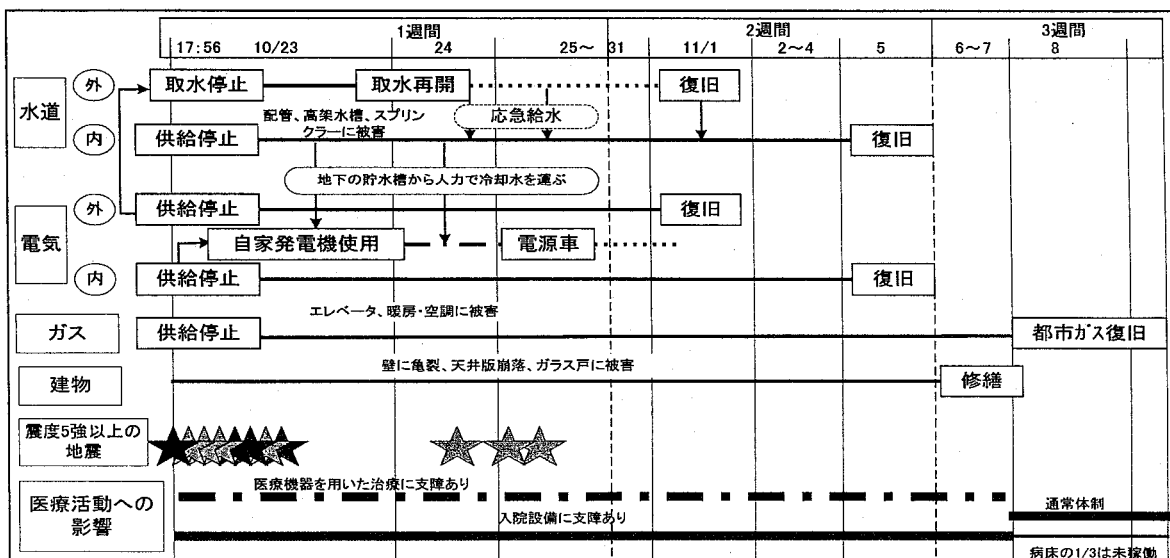 1週間 2週間 3週間
17:56 10/23 24 25～ 31 11/1 2～4 5 6～7 8
水道
外 取水停止 取水再開 復旧
配管、高架水槽、スプリン
クラーに被害
応急給水
内 供給停止 復旧
地下の貯水槽から人力で冷却水を運ぶ
電気
外 供給停止 復旧
自家発電機使用 電源車
内 供給停止 復旧
エレベータ、暖房・空調に被害
ガス 供給停止 都市ガス復旧
壁に亀裂、天井版崩落、ガラス戸に被害
建物 修繕
震度5強以上の
地震
医療活動への
影響
医療機器を用いた治療に支障あり
通常体制
入院設備に支障あり
病床の1/3は未稼働